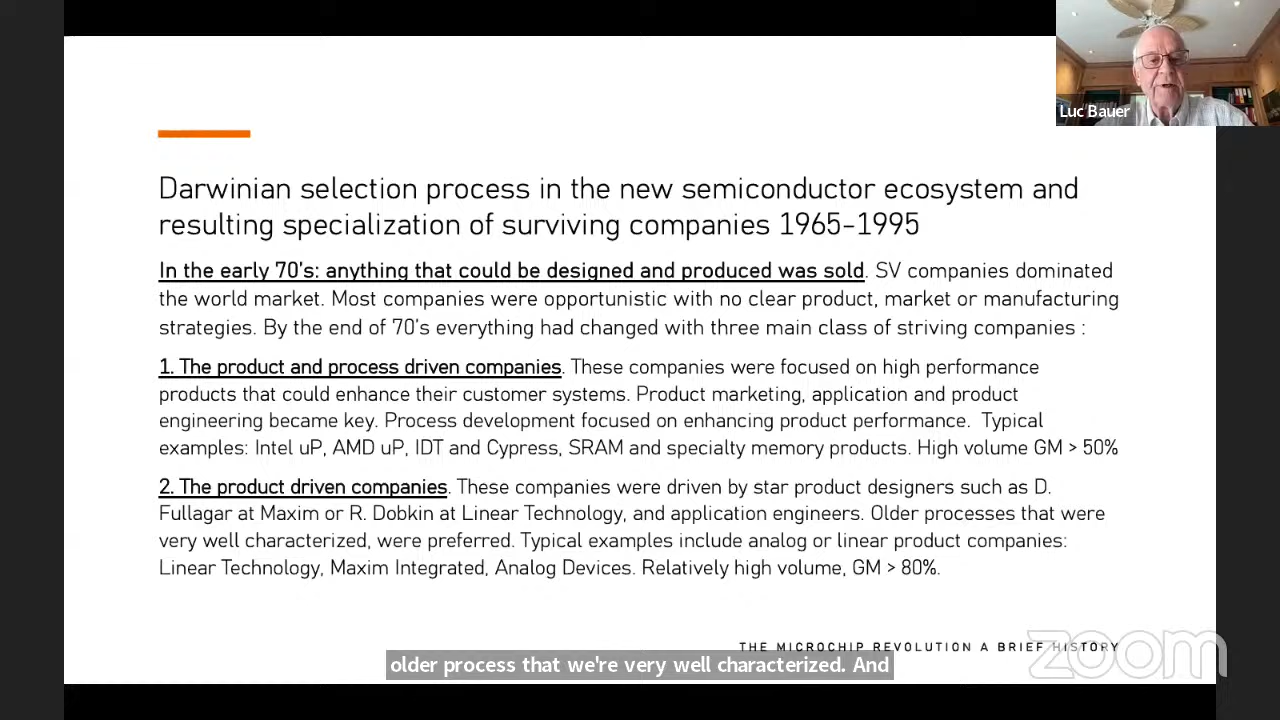 Luc Bauer
Darwinian selection process in the new semiconductor ecosystem and
resulting specialization of surviving companies 1965-1995
In the early 70's: anything that could be designed and produced was sold. SV companies dominated
the world market. Most companies were opportunistic with no clear product, market or manufacturing
strategies. By the end of 70's everything had changed with three main class of striving companies :
1. The product and process driven companies. These companies were focused on high performance
products that could enhance their customer systems. Product marketing, application and product
engineering became key. Process development focused on enhancing product performance. Typical
examples: Intel uP, AMD uP, IDT and Cypress, SRAM and specialty memory products. High volume GM > 50%
2. The product driven companies. These companies were driven by star product designers such as D.
Fullagar at Maxim or R. Dobkin at Linear Technology, and application engineers. Older processes that were
very well characterized, were preferred. Typical examples include analog or linear product companies:
Linear Technology, Maxim Integrated, Analog Devices. Relatively high volume, GM > 80%.
THE MICROCHIP REVOLUTION A BRIEF HISTORY
zoom
older process that we're very well characterized. And